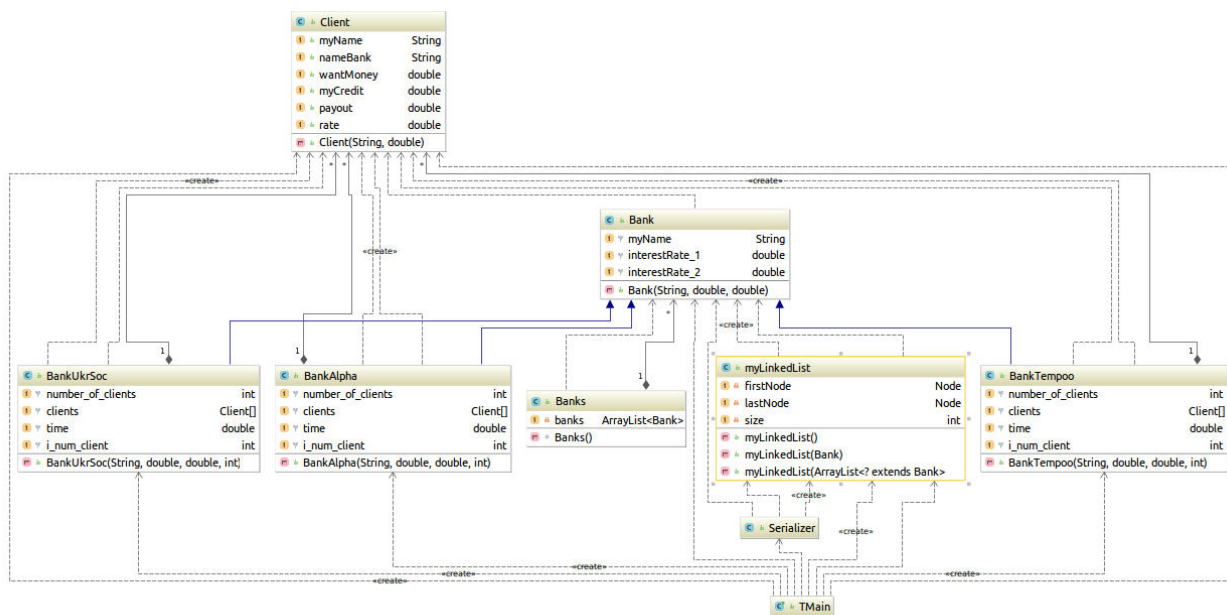 Client
myName String
nameBank String
wantMoney double
myCredit double
payout double
rate double
Client(String, double)
* * *
«create» «create»
Bank
myName String
interestRate_1 double
interestRate_2 double
Bank(String, double, double)
«create»
«create»
*
1 1 1 1
BankUkrSoc
number_of_clients int
clients Client[]
time double
i_num_client int
BankUkrSoc(String, double, double, int)
BankAlpha
number_of_clients int
clients Client[]
time double
i_num_client int
BankAlpha(String, double, double, int)
Banks
banks ArrayList<Bank>
Banks()
myLinkedList
firstNode Node
lastNode Node
size int
myLinkedList()
myLinkedList(Bank)
myLinkedList(ArrayList<? extends Bank>
BankTempoo
number_of_clients int
clients Client[]
time double
i_num_client int
BankTempoo(String, double, double, int)
«create»
Serializer
«create»
«create» «create» «create» «create»
TMain